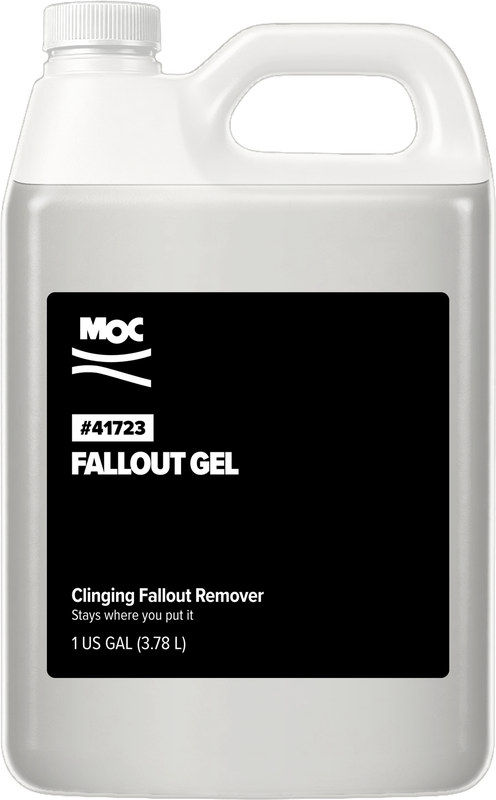 MOC
#41723
FALLOUT GEL
Clinging Fallout Remover
Stays where you put it
1 US GAL (3.78 L)